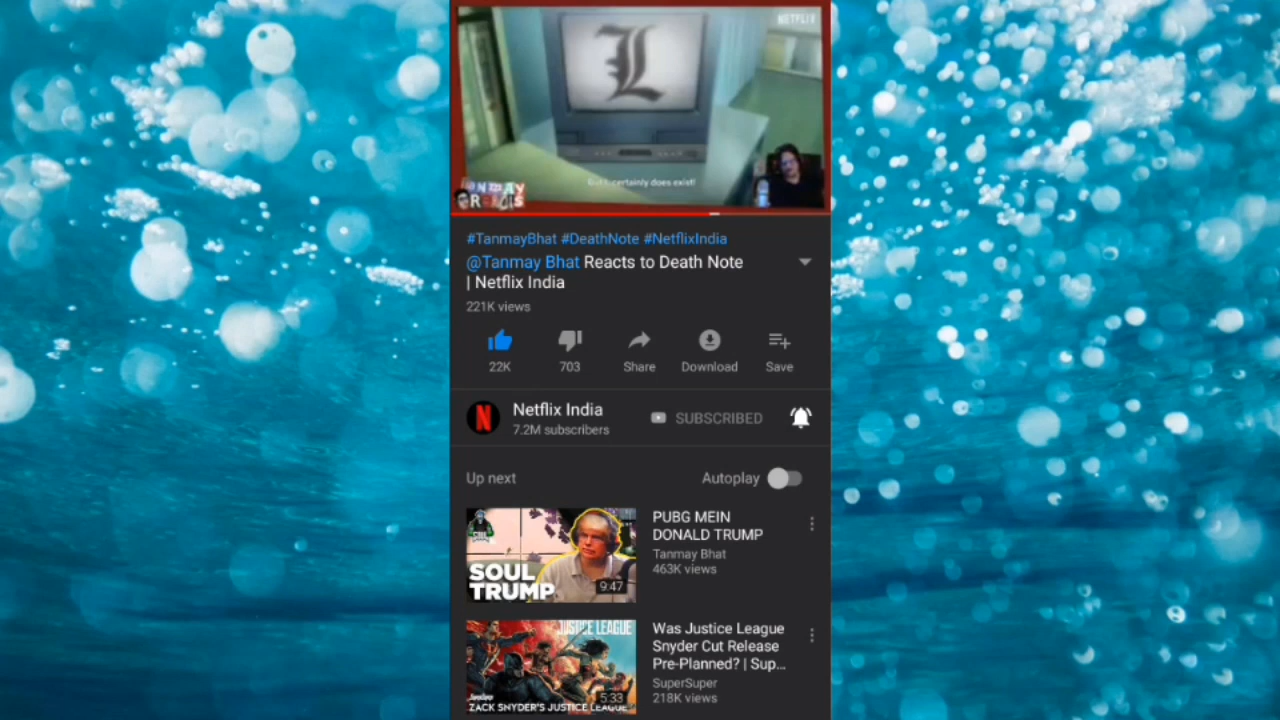 NETFLIX
L
But L certainly does exist!
TANMAY
REACTS
#TanmayBhat #DeathNote #NetflixIndia
@Tanmay Bhat Reacts to Death Note
| Netflix India
221K views
22K
703
Share
Download
Save
N
Netflix India
7.2M subscribers
SUBSCRIBED
Up next
Autoplay
SOUL
TRUMP
9:47
PUBG MEIN
DONALD TRUMP
Tanmay Bhat
463K views
JUSTICE LEAGUE
5:33
ZACK SNYDER'S JUSTICE LEAGUE
Was Justice League
Snyder Cut Release
Pre-Planned? | Sup...
SuperSuper
218K views